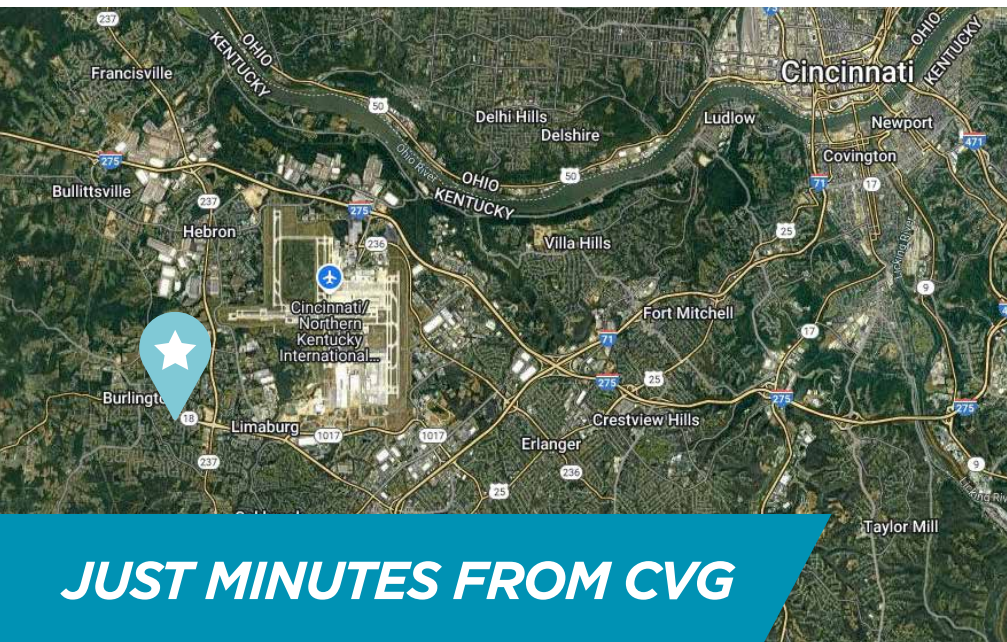 237
OHIO
KENTUCKY
Francisville
50
Delhi Hills
Delshire
Cincinnati
OHIO
KENTUCKY
Ludlow
Newport
471
275
Ohio River
Covington
Bullittsville
OHIO
50
KENTUCKY
71
17
237
275
Hebron
236
Villa Hills
25
Cincinnati/
Northern
Kentucky
International...
9
Fort Mitchell
17
71
275
25
275
275
18
Limaburg
1017
1017
Crestview Hills
Erlanger
237
236
9
25
Taylor Mill
JUST MINUTES FROM CVG